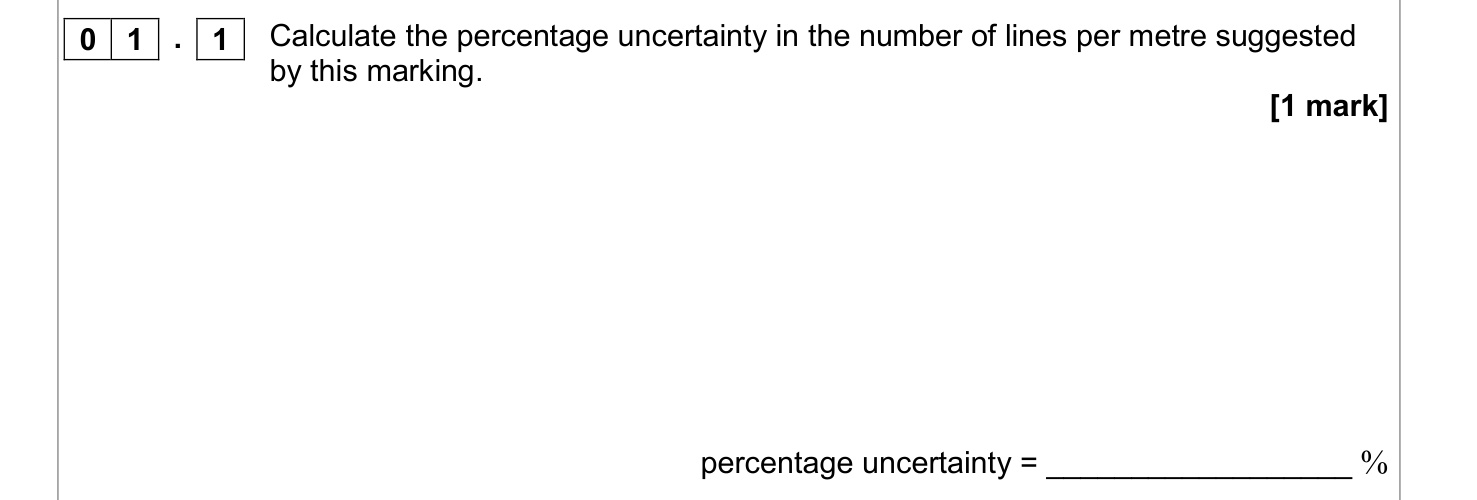 0 1 . 1 Calculate the percentage uncertainty in the number of lines per metre suggested
by this marking.
[1 mark]
percentage uncertainty = ____________________ %